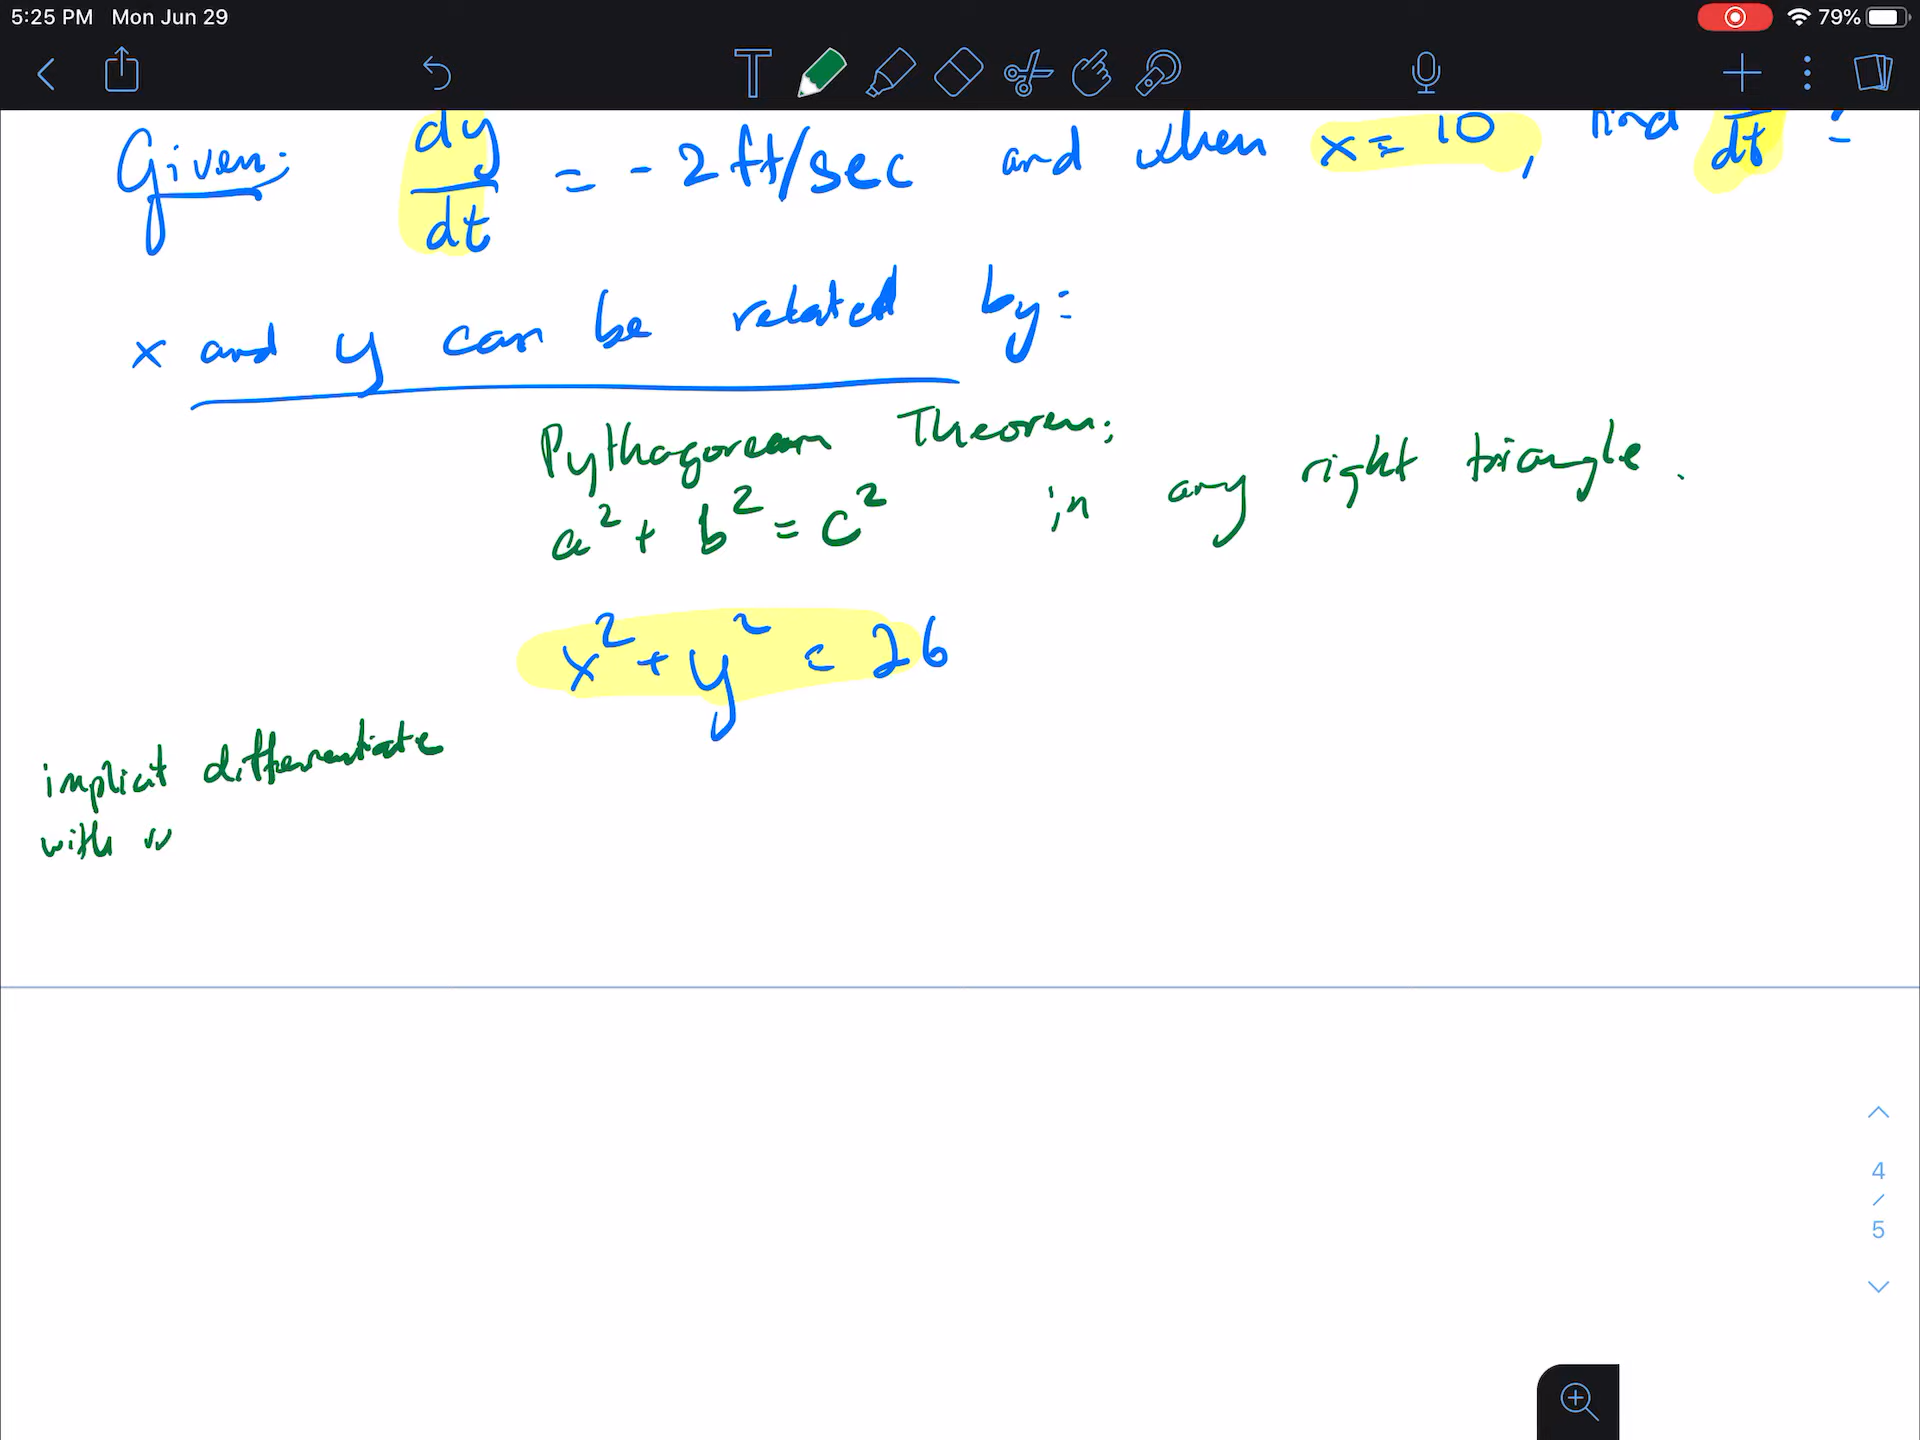 5:25 PM Mon Jun 29
79%
T
Given: dy/dt = -2 ft/sec and when x = 10, find /dt ?
x and y can be related by:
Pythagorean Theorem:
a² + b² = c² in any right triangle.
x² + y² = 26
implicit differentiate
with
4
/
5